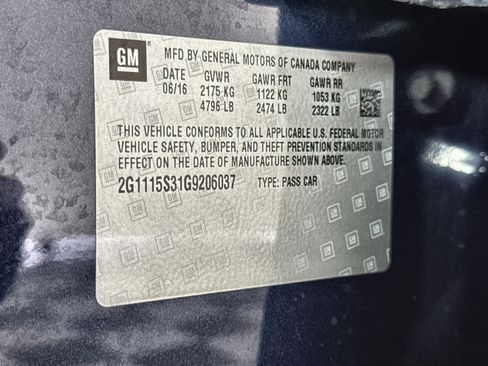 GM
MFD BY GENERAL MOTORS OF CANADA COMPANY
DATE GVWR GAWR FRT GAWR RR
06/16 2175 KG 1122 KG 1053 KG
4796 LB 2474 LB 2322 LB
THIS VEHICLE CONFORMS TO ALL APPLICABLE U.S. FEDERAL MOTOR
VEHICLE SAFETY, BUMPER, AND THEFT PREVENTION STANDARDS IN
EFFECT ON THE DATE OF MANUFACTURE SHOWN ABOVE.
2G1115S31G9206037 TYPE: PASS CAR